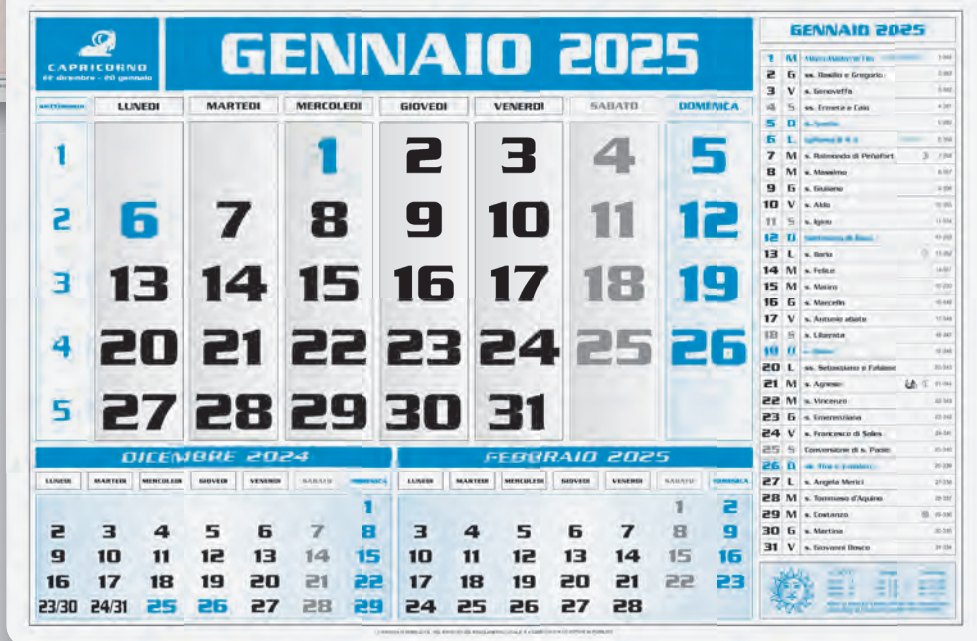 CAPRICORNO
22 dicembre - 20 gennaio
GENNAIO 2025
LUNEDI MARTEDI MERCOLEDI GIOVEDI VENERDI SABATO DOMENICA
1 1 2 3 4 5
2 6 7 8 9 10 11 12
3 13 14 15 16 17 18 19
4 20 21 22 23 24 25 26
5 27 28 29 30 31
DICEMBRE 2024
LUNEDI MARTEDI MERCOLEDI GIOVEDI VENERDI SABATO DOMENICA
1
2 3 4 5 6 7 8
9 10 11 12 13 14 15
16 17 18 19 20 21 22
23/30 24/31 25 26 27 28 29
FEBBRAIO 2025
LUNEDI MARTEDI MERCOLEDI GIOVEDI VENERDI SABATO DOMENICA
1 2
3 4 5 6 7 8 9
10 11 12 13 14 15 16
17 18 19 20 21 22 23
24 25 26 27 28
GENNAIO 2025
1 M
2 G ss. Basilio e Gregorio
3 V s. Genoveffa
4 S ss. Ermete e Caio
5 D
6 L
7 M s. Raimondo di Peñafort
8 M s. Massimo
9 G s. Giuliano
10 V s. Aldo
11 S s. Igino
12 D
13 L s. Ilario
14 M s. Felice
15 M s. Mauro
16 G s. Marcello
17 V s. Antonio abate
18 S s. Liberata
19 D
20 L ss. Sebastiano e Fabiano
21 M s. Agnese
22 M s. Vincenzo
23 G s. Emerenziana
24 V s. Francesco di Sales
25 S Conversione di s. Paolo
26 D
27 L s. Angela Merici
28 M s. Tommaso d'Aquino
29 M s. Costanzo
30 G s. Martina
31 V s. Giovanni Bosco